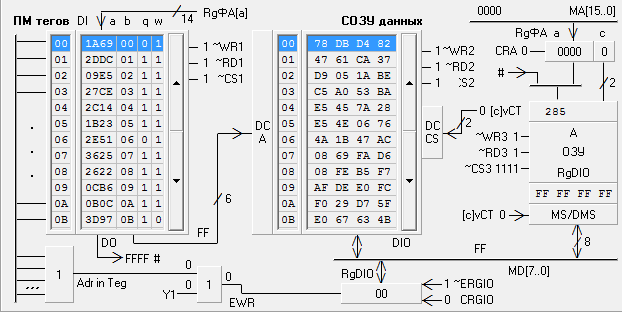 ПМ тегов DI a b q w RgФA[a] СОЗУ данных 0000 MA[15..0]
14
RgФА a c
CRA 0 0000 0
00 1A69 00 0 1
01 2DDC 01 1 1
02 09E5 02 1 1
03 27CE 03 1 1
04 2C14 04 1 1
05 1B23 05 1 1
06 2E51 06 0 1
07 3625 07 1 1
08 2622 08 1 1
09 0CB6 09 1 1
0A 0B0C 0A 1 1
0B 3D97 0B 1 0
1 ~WR1
1 ~RD1
1 ~CS1
DC
A
6
FF
00 78 DB D4 82
01 47 61 CA 37
02 D9 05 1A BE
03 CA AE 51 BA
04 E5 45 7A 28
05 E5 4E 06 76
06 4A 1B 47 AC
07 08 69 FA D6
08 08 FE B5 F7
09 AF DE E0 FC
0A F0 29 D7 5F
0B E0 67 63 4B
1 ~WR2
1 ~RD2
1 CS2
#
2
DC
CS
0 [c]vCT
2
285
A
ОЗУ
RgDIO
~WR3 1
~RD3 1
~CS3 1111
FF FF FF FF
[c]vCT 0 MS/DMS
8
DO
FFFF #
DIO
FF
MD[7..0]
1
Adr in Teg 0
Y1 0
1
0
EWR
RgDIO
00
1 ~ERGIO
0 CRGIO